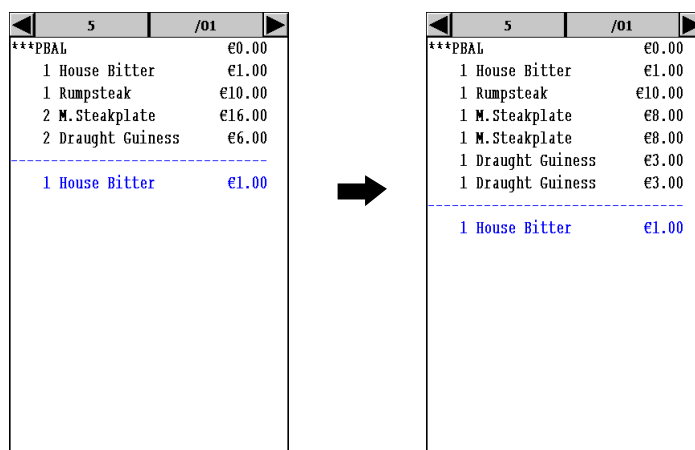 5 /01
***PBAL €0.00
1 House Bitter €1.00
1 Rumpsteak €10.00
2 M.Steakplate €16.00
2 Draught Guiness €6.00
1 House Bitter €1.00
5 /01
***PBAL €0.00
1 House Bitter €1.00
1 Rumpsteak €10.00
1 M.Steakplate €8.00
1 M.Steakplate €8.00
1 Draught Guiness €3.00
1 Draught Guiness €3.00
1 House Bitter €1.00